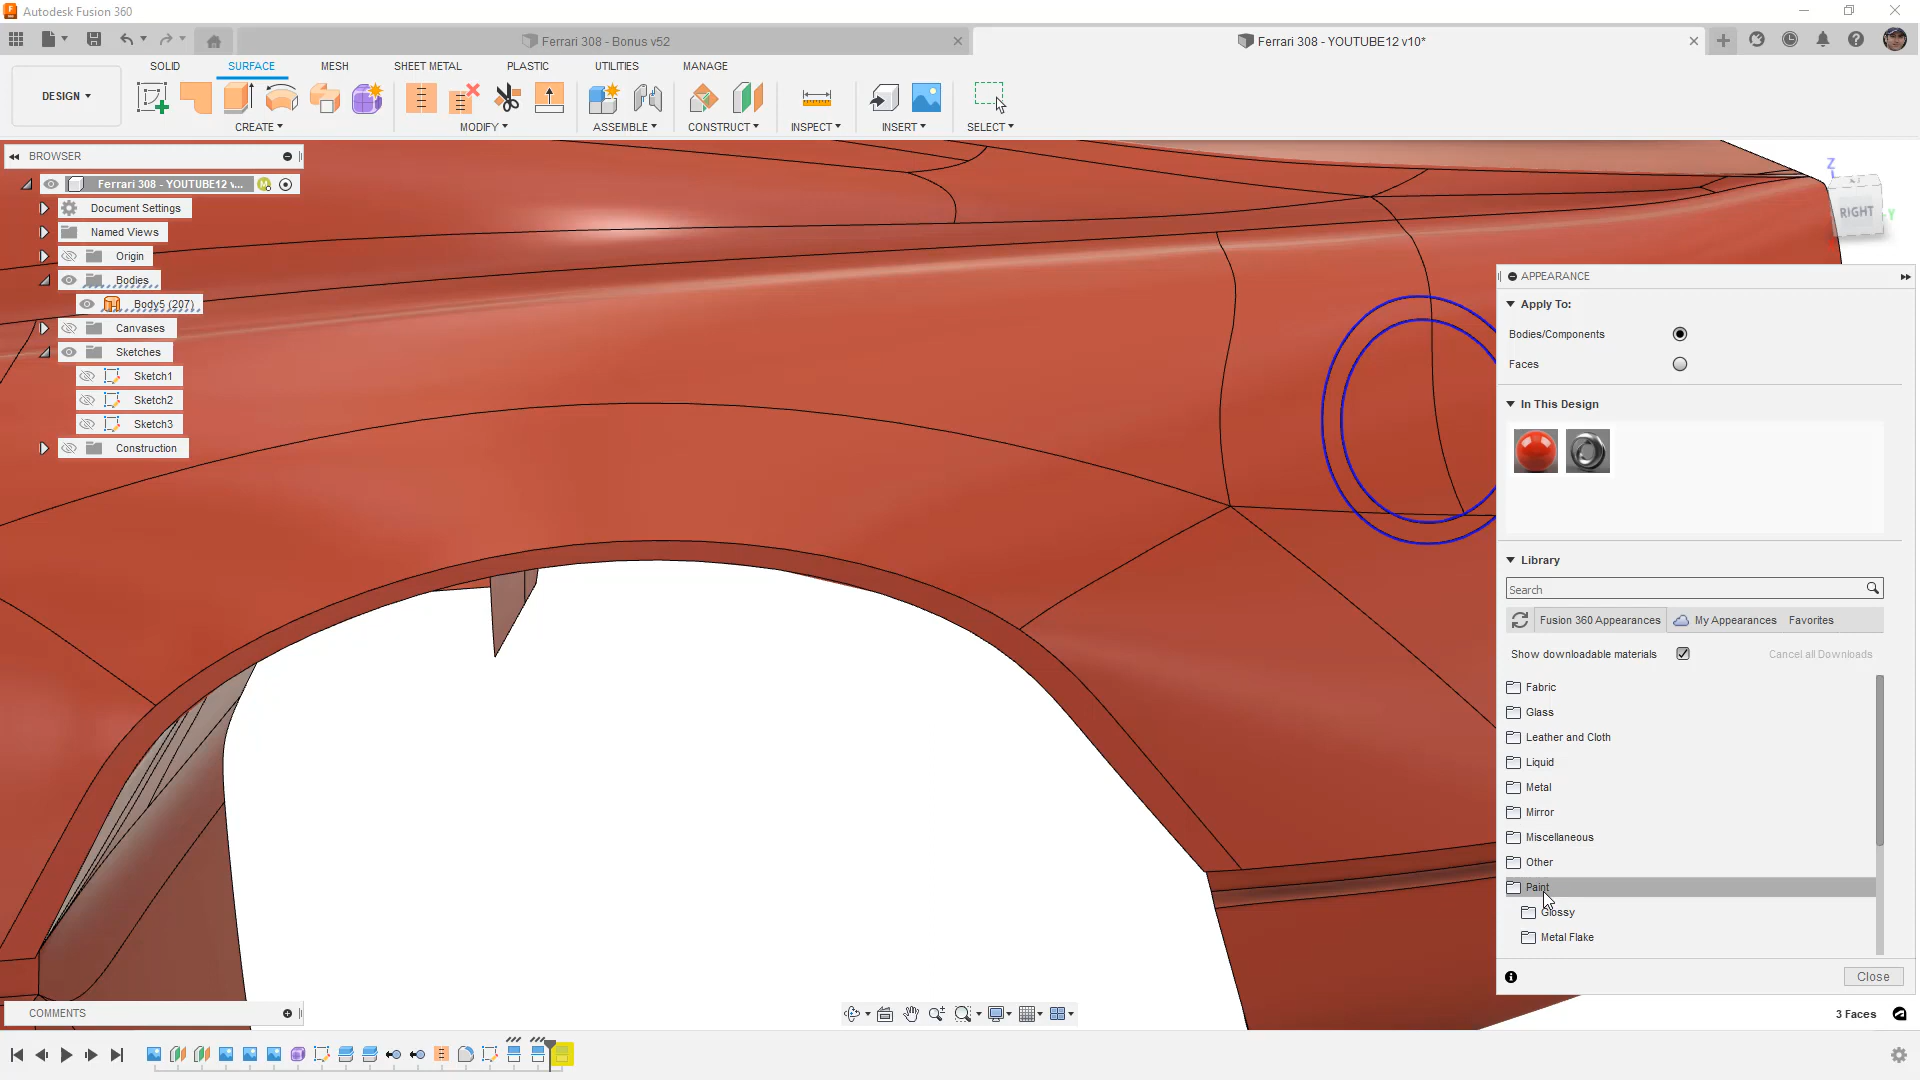 Autodesk Fusion 360
Ferrari 308 - Bonus v52
Ferrari 308 - YOUTUBE12 v10*
SOLID SURFACE MESH SHEET METAL PLASTIC UTILITIES MANAGE
DESIGN
CREATE MODIFY ASSEMBLE CONSTRUCT INSPECT INSERT SELECT
BROWSER
Ferrari 308 - YOUTUBE12 v...
M
Document Settings
Named Views
Origin
Bodies
Body5 (207)
Canvases
Sketches
Sketch1
Sketch2
Sketch3
Construction
Z
RIGHT
Y
APPEARANCE
Apply To:
Bodies/Components
Faces
In This Design
Library
Search
Fusion 360 Appearances My Appearances Favorites
Show downloadable materials Cancel all Downloads
Fabric
Glass
Leather and Cloth
Liquid
Metal
Mirror
Miscellaneous
Other
Paint
Glossy
Metal Flake
Close
COMMENTS
3 Faces